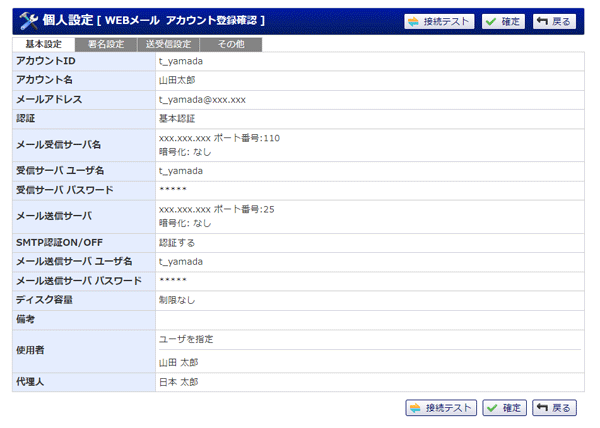 個人設定 [ WEBメール アカウント登録確認 ] 接続テスト 確定 戻る
基本設定 署名設定 送受信設定 その他
アカウントID t_yamada
アカウント名 山田太郎
メールアドレス t_yamada@xxx.xxx
認証 基本認証
メール受信サーバ名 xxx.xxx.xxx ポート番号:110
暗号化: なし
受信サーバ ユーザ名 t_yamada
受信サーバ パスワード *****
メール送信サーバ xxx.xxx.xxx ポート番号:25
暗号化: なし
SMTP認証ON/OFF 認証する
メール送信サーバ ユーザ名 t_yamada
メール送信サーバ パスワード *****
ディスク容量 制限なし
備考
使用者 ユーザを指定
山田 太郎
代理人 日本 太郎
接続テスト 確定 戻る